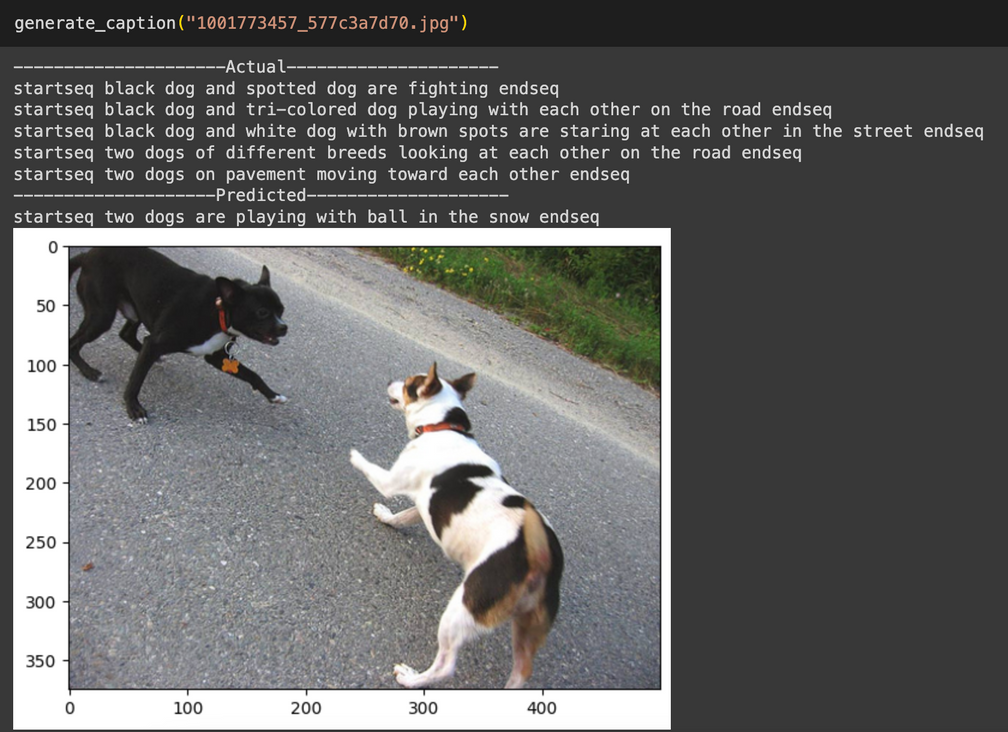 generate_caption("1001773457_577c3a7d70.jpg")
---------------------Actual---------------------
startseq black dog and spotted dog are fighting endseq
startseq black dog and tri-colored dog playing with each other on the road endseq
startseq black dog and white dog with brown spots are staring at each other in the street endseq
startseq two dogs of different breeds looking at each other on the road endseq
startseq two dogs on pavement moving toward each other endseq
--------------------Predicted--------------------
startseq two dogs are playing with ball in the snow endseq
0
50
100
150
200
250
300
350
0 100 200 300 400